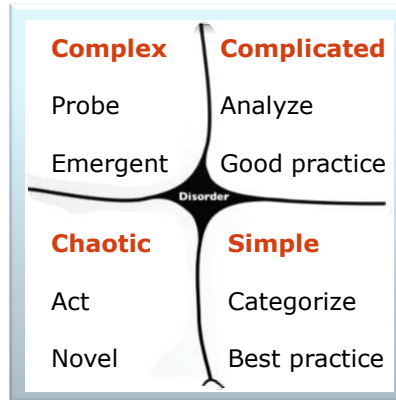 Complex
Probe
Emergent
Complicated
Analyze
Good practice
Disorder
Chaotic
Act
Novel
Simple
Categorize
Best practice